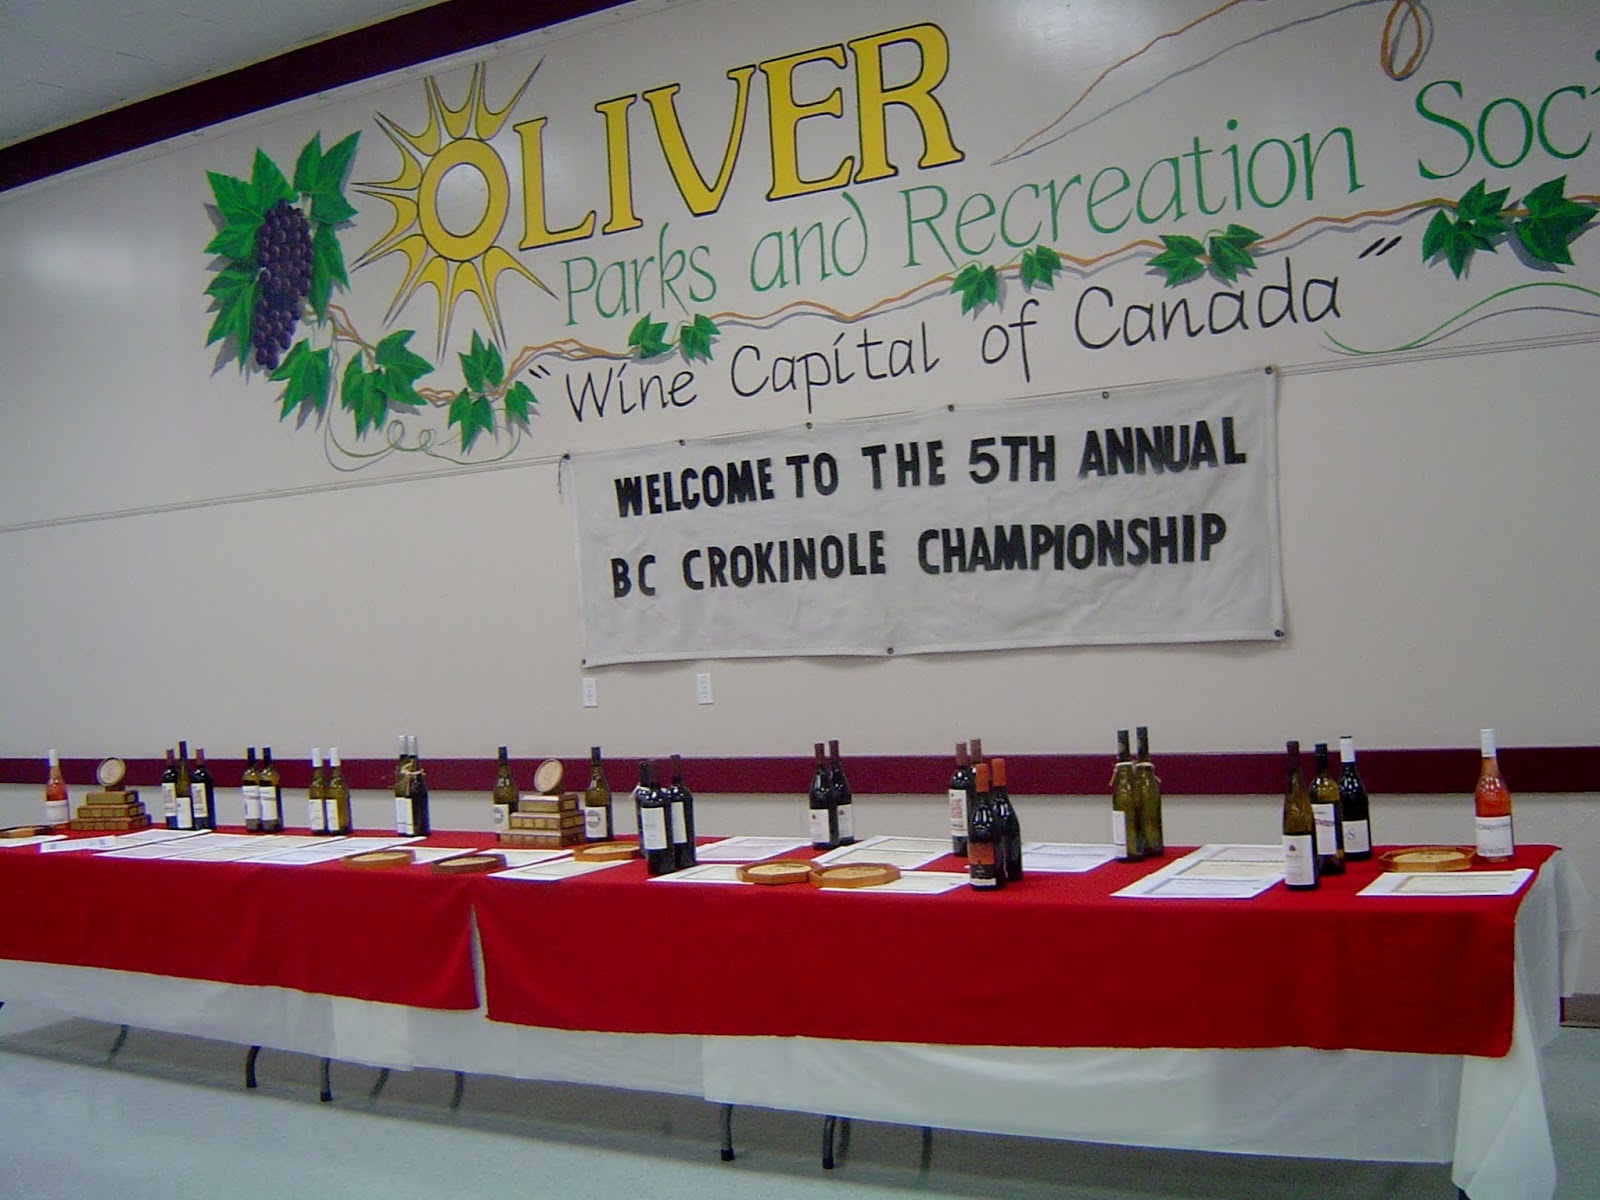 OLIVER
Parks and Recreation Soci
"Wine Capital of Canada"
WELCOME TO THE 5TH ANNUAL
BC CROKINOLE CHAMPIONSHIP